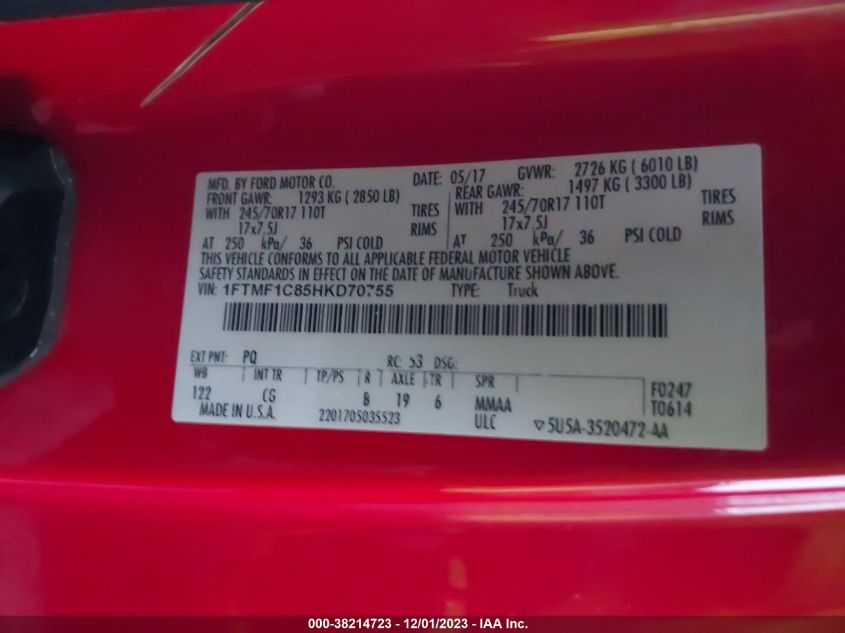 MFD. BY FORD MOTOR CO. DATE: 05/17 GVWR: 2726 KG ( 6010 LB)
FRONT GAWR: 1293 KG ( 2850 LB) REAR GAWR: 1497 KG ( 3300 LB)
WITH 245/70R17 110T TIRES WITH 245/70R17 110T TIRES
17x7.5J RIMS 17x7.5J RIMS
AT 250 kPa/ 36 PSI COLD AT 250 kPa/ 36 PSI COLD
THIS VEHICLE CONFORMS TO ALL APPLICABLE FEDERAL MOTOR VEHICLE
SAFETY STANDARDS IN EFFECT ON THE DATE OF MANUFACTURE SHOWN ABOVE.
VIN: 1FTMF1C85HKD70755 TYPE: Truck
EXT PNT: PQ RC: 53 DSO:
WB INT TR TP/PS R AXLE TR SPR
122 CG B 19 6 MMAA F0247
MADE IN U.S.A. 2201705035523 ULC T0614
▽5U5A-3520472-AA
000-38214723 - 12/01/2023 - IAA Inc.